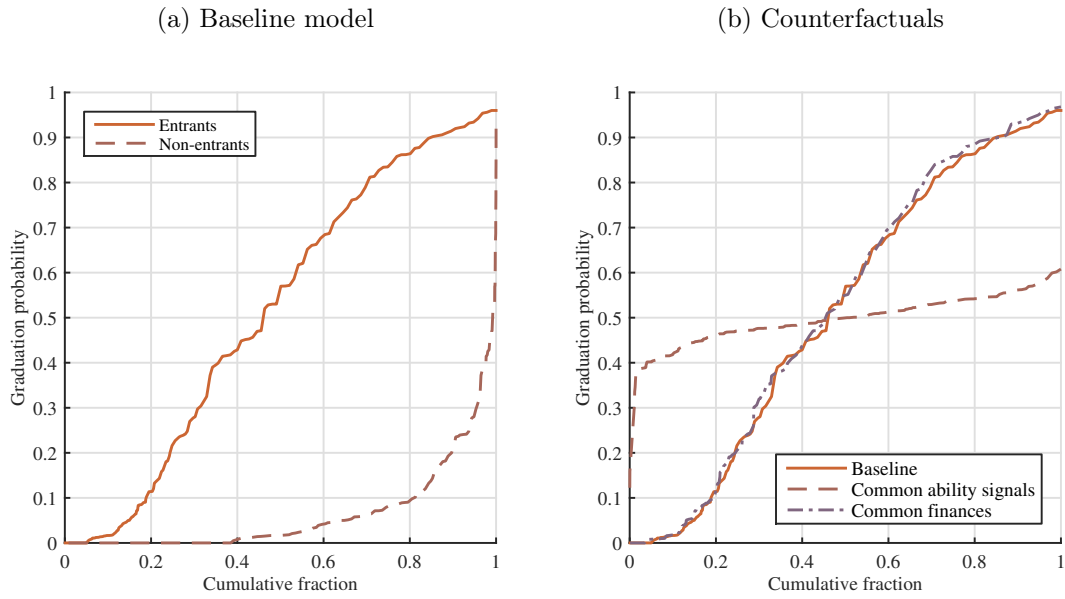 (a) Baseline model
Graduation probability
1
0.9
0.8
0.7
0.6
0.5
0.4
0.3
0.2
0.1
0
Entrants
Non-entrants
0 0.2 0.4 0.6 0.8 1
Cumulative fraction
(b) Counterfactuals
Graduation probability
1
0.9
0.8
0.7
0.6
0.5
0.4
0.3
0.2
0.1
0
Baseline
Common ability signals
Common finances
0 0.2 0.4 0.6 0.8 1
Cumulative fraction